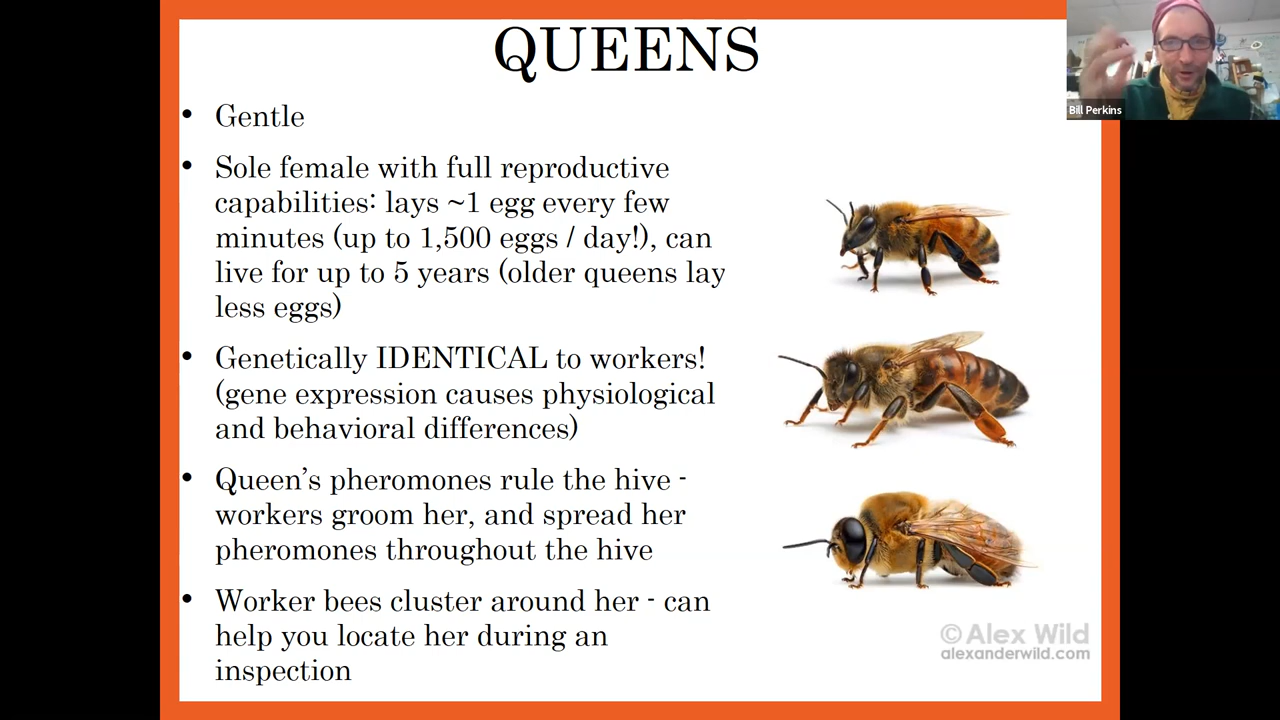 QUEENS
• Gentle
• Sole female with full reproductive
capabilities: lays ~1 egg every few
minutes (up to 1,500 eggs / day!), can
live for up to 5 years (older queens lay
less eggs)
• Genetically IDENTICAL to workers!
(gene expression causes physiological
and behavioral differences)
• Queen’s pheromones rule the hive -
workers groom her, and spread her
pheromones throughout the hive
• Worker bees cluster around her - can
help you locate her during an
inspection
Bill Perkins
© Alex Wild
alexanderwild.com